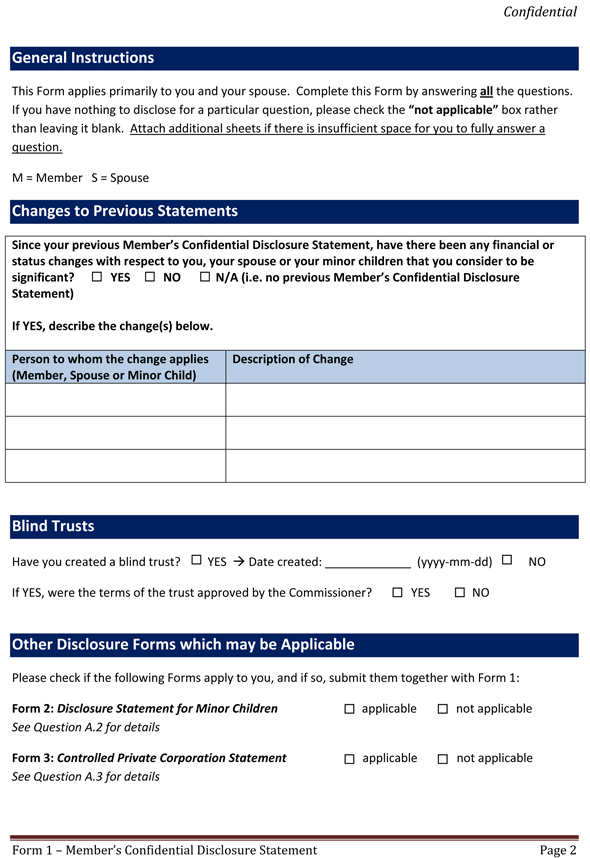 Confidential
General Instructions
This Form applies primarily to you and your spouse.  Complete this Form by answering all the questions.
If you have nothing to disclose for a particular question, please check the “not applicable” box rather
than leaving it blank.  Attach additional sheets if there is insufficient space for you to fully answer a
question.
M = Member   S = Spouse
Changes to Previous Statements
Since your previous Member’s Confidential Disclosure Statement, have there been any financial or
status changes with respect to you, your spouse or your minor children that you consider to be
significant?   ☐ YES   ☐ NO   ☐ N/A (i.e. no previous Member’s Confidential Disclosure
Statement)
If YES, describe the change(s) below.
Person to whom the change applies   Description of Change
(Member, Spouse or Minor Child)
Blind Trusts
Have you created a blind trust?   ☐ YES → Date created: ______________ (yyyy-mm-dd)   ☐ NO
If YES, were the terms of the trust approved by the Commissioner?   ☐ YES   ☐ NO
Other Disclosure Forms which may be Applicable
Please check if the following Forms apply to you, and if so, submit them together with Form 1:
Form 2: Disclosure Statement for Minor Children   ☐ applicable   ☐ not applicable
See Question A.2 for details
Form 3: Controlled Private Corporation Statement   ☐ applicable   ☐ not applicable
See Question A.3 for details
Form 1 – Member’s Confidential Disclosure Statement   Page 2